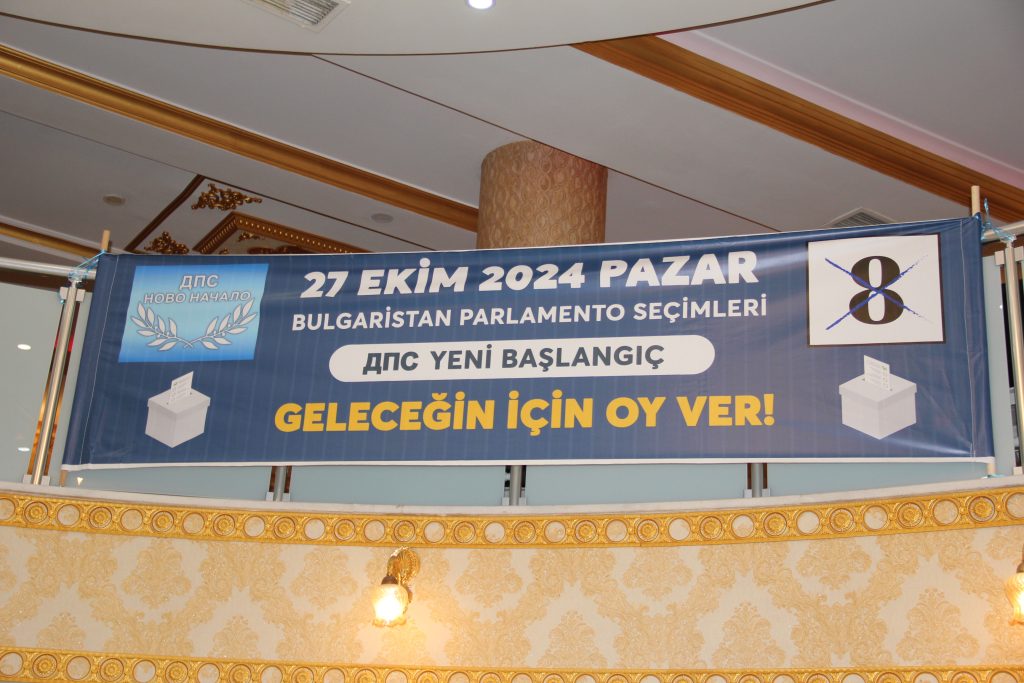 ДПС
НОВО НАЧАЛО
27 EKİM 2024 PAZAR
BULGARİSTAN PARLAMENTO SEÇİMLERİ
ДПС YENİ BAŞLANGIÇ
GELECEĞİN İÇİN OY VER!
8